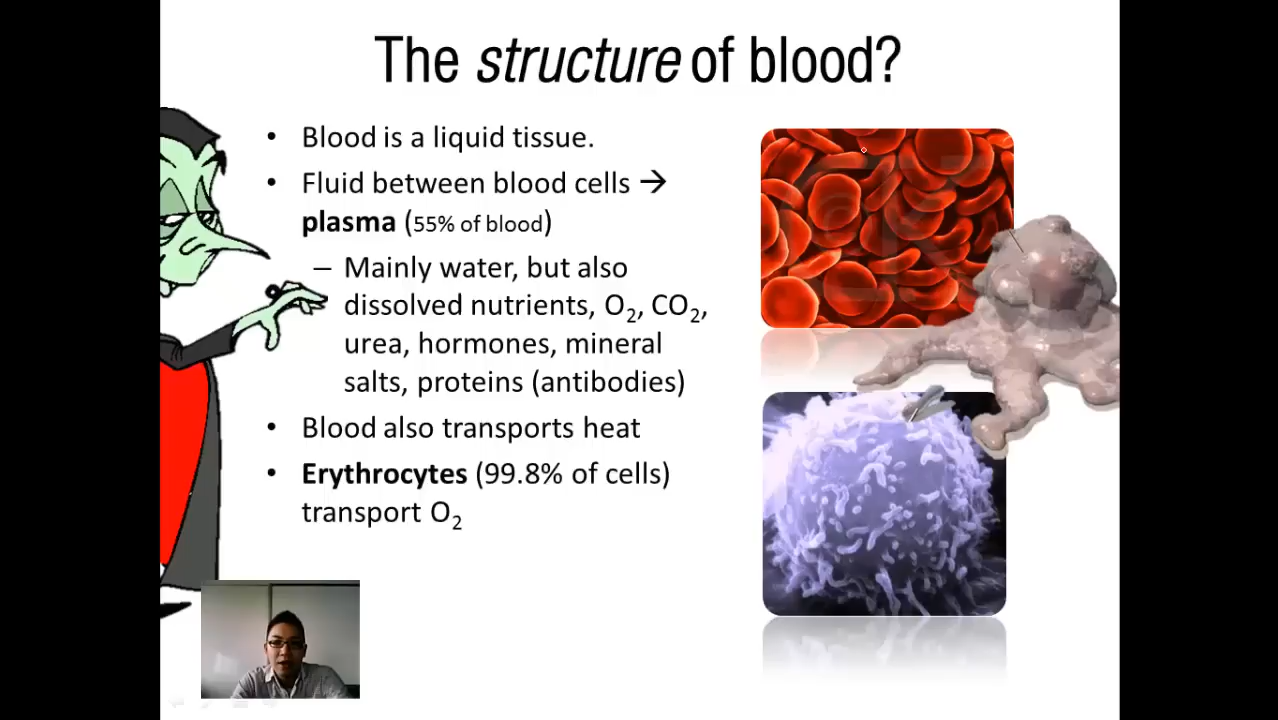 The structure of blood?
• Blood is a liquid tissue.
• Fluid between blood cells →
plasma (55% of blood)
– Mainly water, but also
dissolved nutrients, O₂, CO₂,
urea, hormones, mineral
salts, proteins (antibodies)
• Blood also transports heat
• Erythrocytes (99.8% of cells)
transport O₂